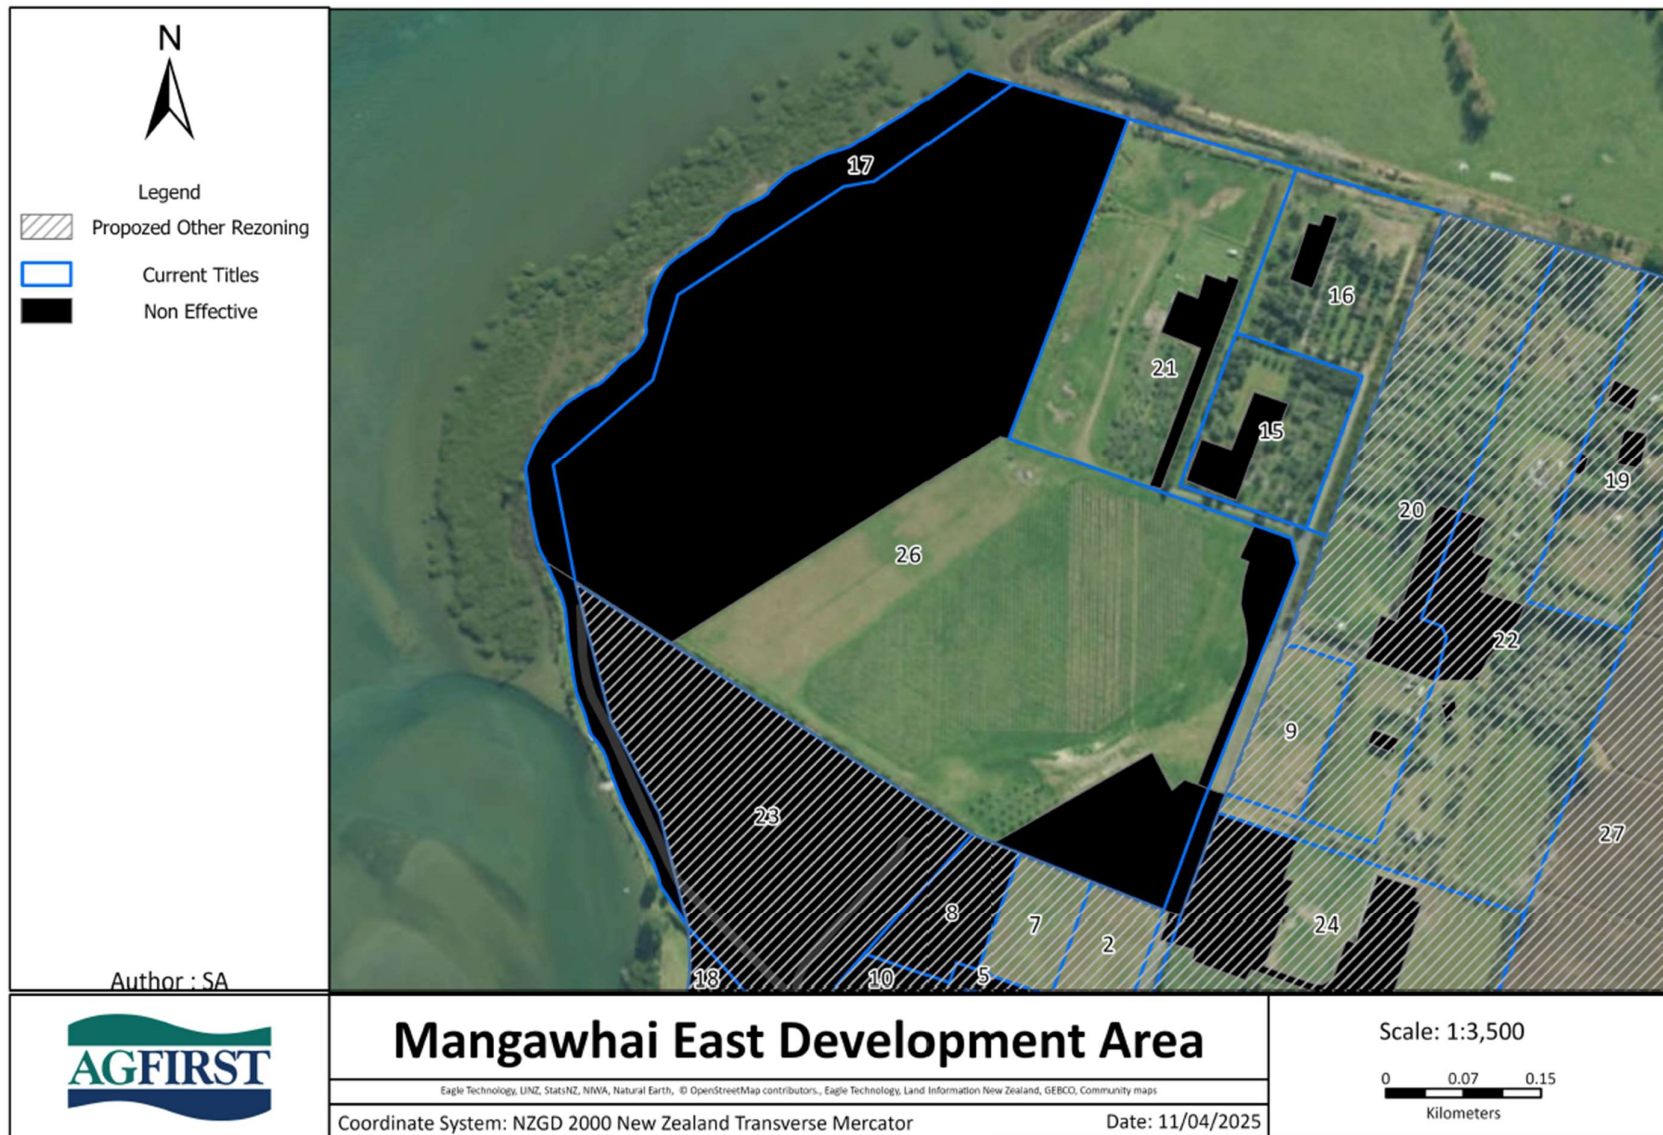 N
Legend
Propozed Other Rezoning
Current Titles
Non Effective
Author : SA
17
16
21
15
19
20
26
22
9
23
27
8
7
24
2
18
10
5
AGFIRST
Mangawhai East Development Area
Eagle Technology, LINZ, StatsNZ, NIWA, Natural Earth, © OpenStreetMap contributors., Eagle Technology, Land Information New Zealand, GEBCO, Community maps
Coordinate System: NZGD 2000 New Zealand Transverse Mercator
Date: 11/04/2025
Scale: 1:3,500
0 0.07 0.15
Kilometers